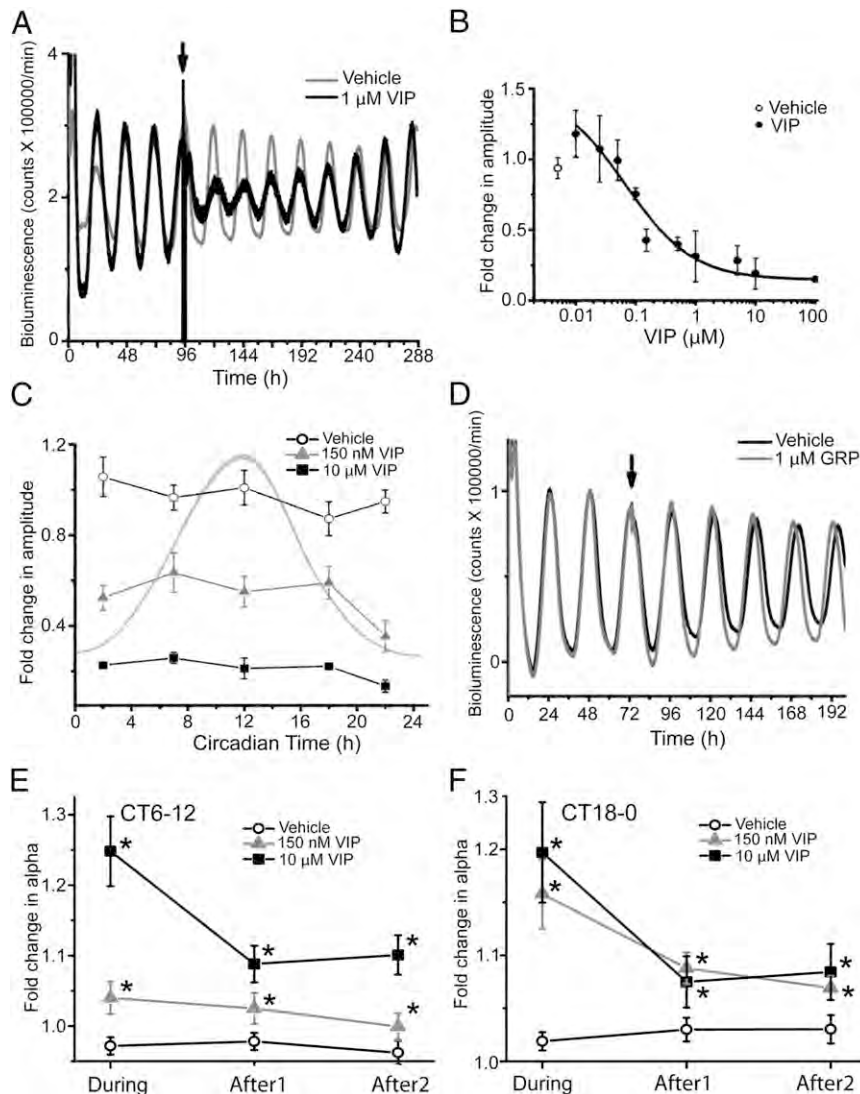 A
Bioluminescence (counts X 100000/min)
4
2
0
Vehicle
1 µM VIP
0 48 96 144 192 240 288
Time (h)
B
Fold change in amplitude
1.5
1.0
0.5
0.0
Vehicle
VIP
0.01 0.1 1 10 100
VIP (µM)
C
Fold change in amplitude
1.2
0.8
0.4
Vehicle
150 nM VIP
10 µM VIP
0 4 8 12 16 20 24
Circadian Time (h)
D
Bioluminescence (counts X 100000/min)
1
0
Vehicle
1 µM GRP
0 24 48 72 96 120 144 168 192
Time (h)
E
CT6-12
Fold change in alpha
1.3
1.2
1.1
1.0
Vehicle
150 nM VIP
10 µM VIP
* * *
* * *
During After1 After2
F
CT18-0
Fold change in alpha
1.3
1.2
1.1
1.0
Vehicle
150 nM VIP
10 µM VIP
* * *
* * *
During After1 After2